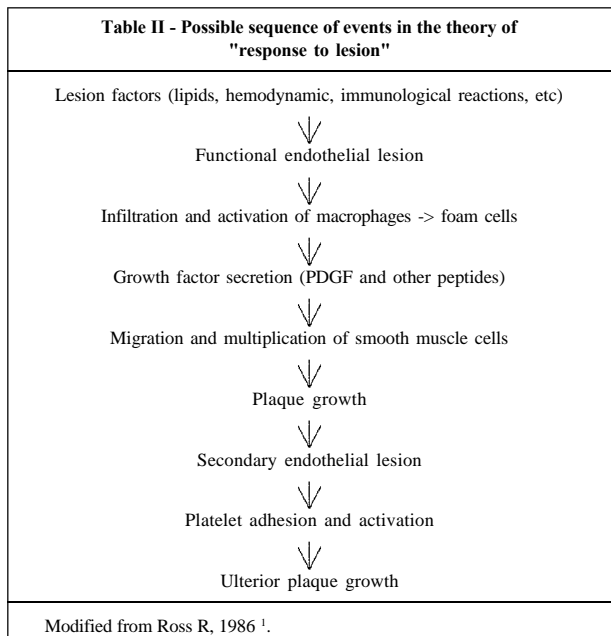 Table II - Possible sequence of events in the theory of
"response to lesion"
Lesion factors (lipids, hemodynamic, immunological reactions, etc)
Functional endothelial lesion
Infiltration and activation of macrophages -> foam cells
Growth factor secretion (PDGF and other peptides)
Migration and multiplication of smooth muscle cells
Plaque growth
Secondary endothelial lesion
Platelet adhesion and activation
Ulterior plaque growth
Modified from Ross R, 1986 ¹.